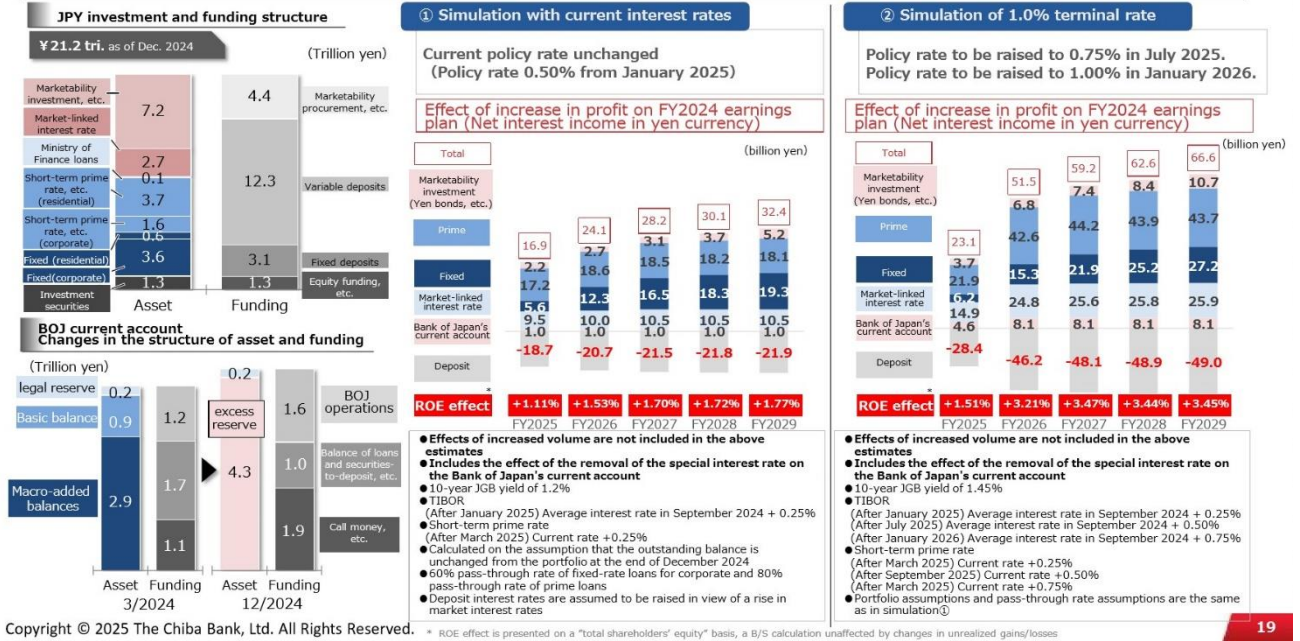 JPY investment and funding structure
¥21.2 tri. as of Dec. 2024
(Trillion yen)
Marketability
investment, etc.
Market-linked
interest rate
Ministry of
Finance loans
Short-term prime
rate, etc.
(residential)
Short-term prime
rate, etc.
(corporate)
Fixed (residential)
Fixed(corporate)
Investment
securities
7.2
2.7
0.1
3.7
1.6
0.6
3.6
1.3
Asset
4.4
12.3
3.1
1.3
Funding
Marketability
procurement, etc.
Variable deposits
Fixed deposits
Equity funding,
etc.
BOJ current account
Changes in the structure of asset and funding
(Trillion yen)
legal reserve
Basic balance
Macro-added
balances
0.2
0.9
2.9
1.2
1.7
1.1
0.2
excess
reserve
4.3
1.6
1.0
1.9
BOJ
operations
Balance of loans
and securities-
to-deposit, etc.
Call money,
etc.
Asset Funding
3/2024
Asset Funding
12/2024
① Simulation with current interest rates
Current policy rate unchanged
(Policy rate 0.50% from January 2025)
Effect of increase in profit on FY2024 earnings
plan (Net interest income in yen currency)
(billion yen)
Total
Marketability
investment
(Yen bonds, etc.)
Prime
Fixed
Market-linked
interest rate
Bank of Japan's
current account
Deposit
16.9 24.1 28.2 30.1 32.4
2.2 2.7 3.1 3.7 5.2
17.2 18.6 18.5 18.2 18.1
5.6 12.3 16.5 18.3 19.3
9.5 10.0 10.5 10.5 10.5
1.0 1.0 1.0 1.0 1.0
-18.7 -20.7 -21.5 -21.8 -21.9
*
ROE effect +1.11% +1.53% +1.70% +1.72% +1.77%
FY2025 FY2026 FY2027 FY2028 FY2029
●Effects of increased volume are not included in the above
estimates
●Includes the effect of the removal of the special interest rate on
the Bank of Japan's current account
●10-year JGB yield of 1.2%
●TIBOR
(After January 2025) Average interest rate in September 2024 + 0.25%
●Short-term prime rate
(After March 2025) Current rate +0.25%
●Calculated on the assumption that the outstanding balance is
unchanged from the portfolio at the end of December 2024
●60% pass-through rate of fixed-rate loans for corporate and 80%
pass-through rate of prime loans
●Deposit interest rates are assumed to be raised in view of a rise in
market interest rates
② Simulation of 1.0% terminal rate
Policy rate to be raised to 0.75% in July 2025.
Policy rate to be raised to 1.00% in January 2026.
Effect of increase in profit on FY2024 earnings
plan (Net interest income in yen currency)
(billion yen)
Total
Marketability
investment
(Yen bonds, etc.)
Prime
Fixed
Market-linked
interest rate
Bank of Japan's
current account
Deposit
23.1 51.5 59.2 62.6 66.6
3.7 6.8 7.4 8.4 10.7
21.9 42.6 44.2 43.9 43.7
6.2 15.3 21.9 25.2 27.2
14.9 24.8 25.6 25.8 25.9
4.6 8.1 8.1 8.1 8.1
-28.4 -46.2 -48.1 -48.9 -49.0
*
ROE effect +1.51% +3.21% +3.47% +3.44% +3.45%
FY2025 FY2026 FY2027 FY2028 FY2029
●Effects of increased volume are not included in the above
estimates
●Includes the effect of the removal of the special interest rate on
the Bank of Japan's current account
●10-year JGB yield of 1.45%
●TIBOR
(After January 2025) Average interest rate in September 2024 + 0.25%
(After July 2025) Average interest rate in September 2024 + 0.50%
(After January 2026) Average interest rate in September 2024 + 0.75%
●Short-term prime rate
(After March 2025) Current rate +0.25%
(After September 2025) Current rate +0.50%
(After March 2025) Current rate +0.75%
●Portfolio assumptions and pass-through rate assumptions are the same
as in simulation①
Copyright © 2025 The Chiba Bank, Ltd. All Rights Reserved.
* ROE effect is presented on a "total shareholders' equity" basis, a B/S calculation unaffected by changes in unrealized gains/losses
19